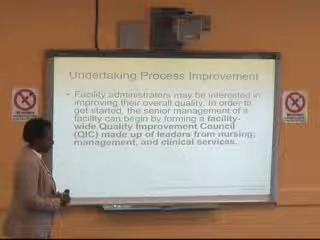 Undertaking Process Improvement
• Facility administrators may be interested in
improving their overall quality. In order to
get started, the senior management of a
facility can begin by forming a facility-
wide Quality Improvement Council
(QIC) made up of leaders from nursing,
management, and clinical services.